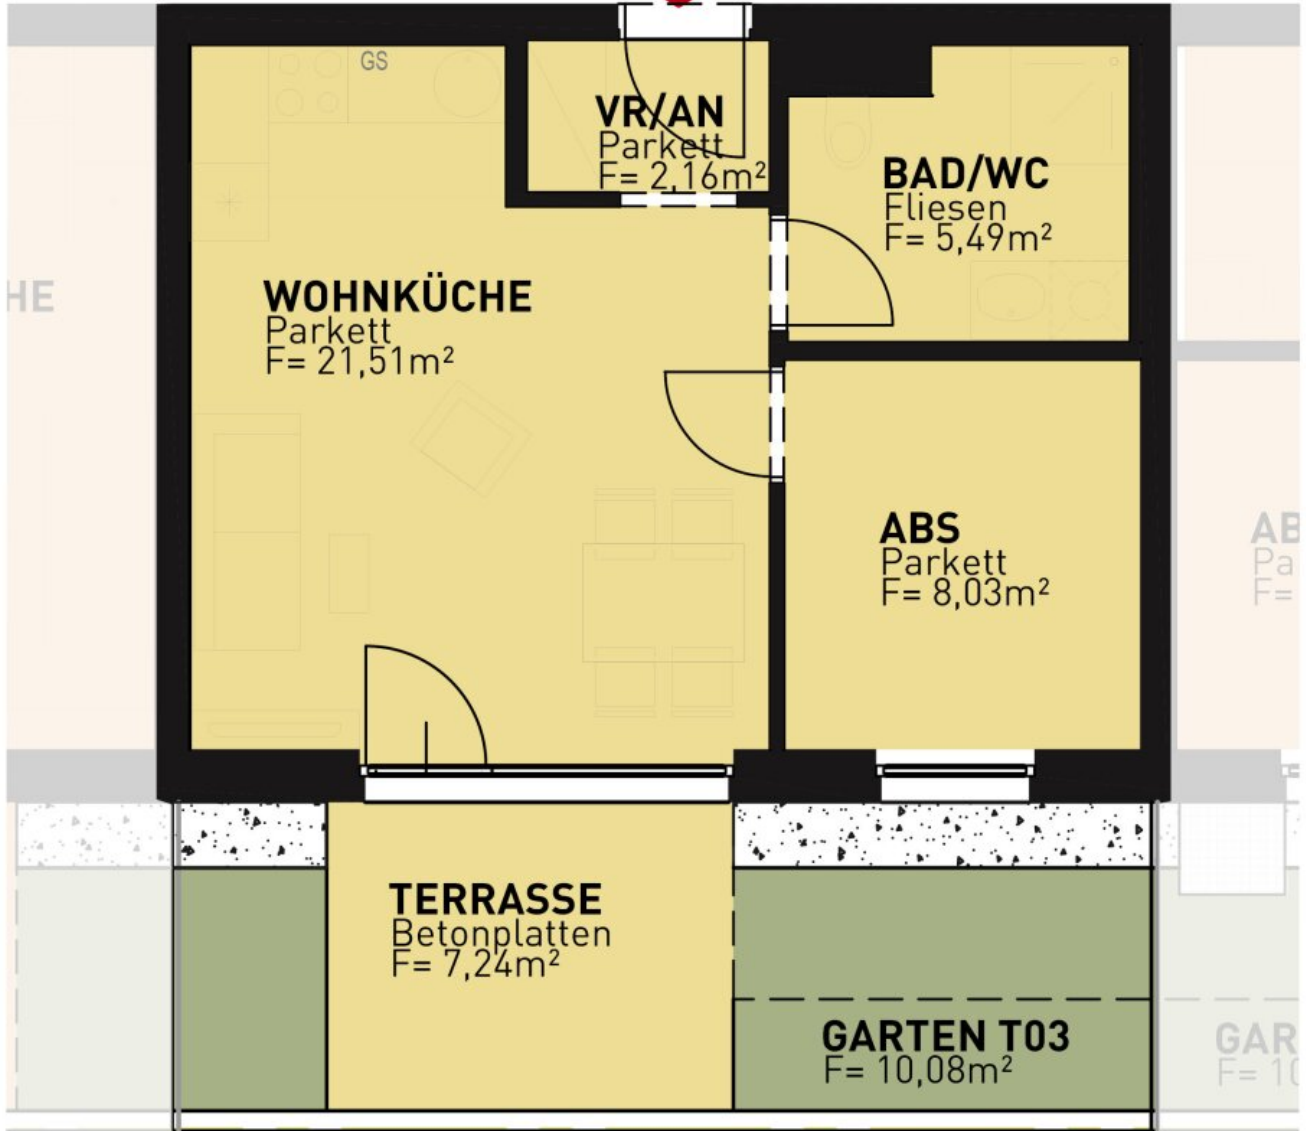 GS
VR/AN
Parkett
F= 2,16m²
BAD/WC
Fliesen
F= 5,49m²
HE
WOHNKÜCHE
Parkett
F= 21,51m²
ABS
Parkett
F= 8,03m²
AB
Pa
F=
TERRASSE
Betonplatten
F= 7,24m²
GARTEN T03
F= 10,08m²
GAR
F= 10